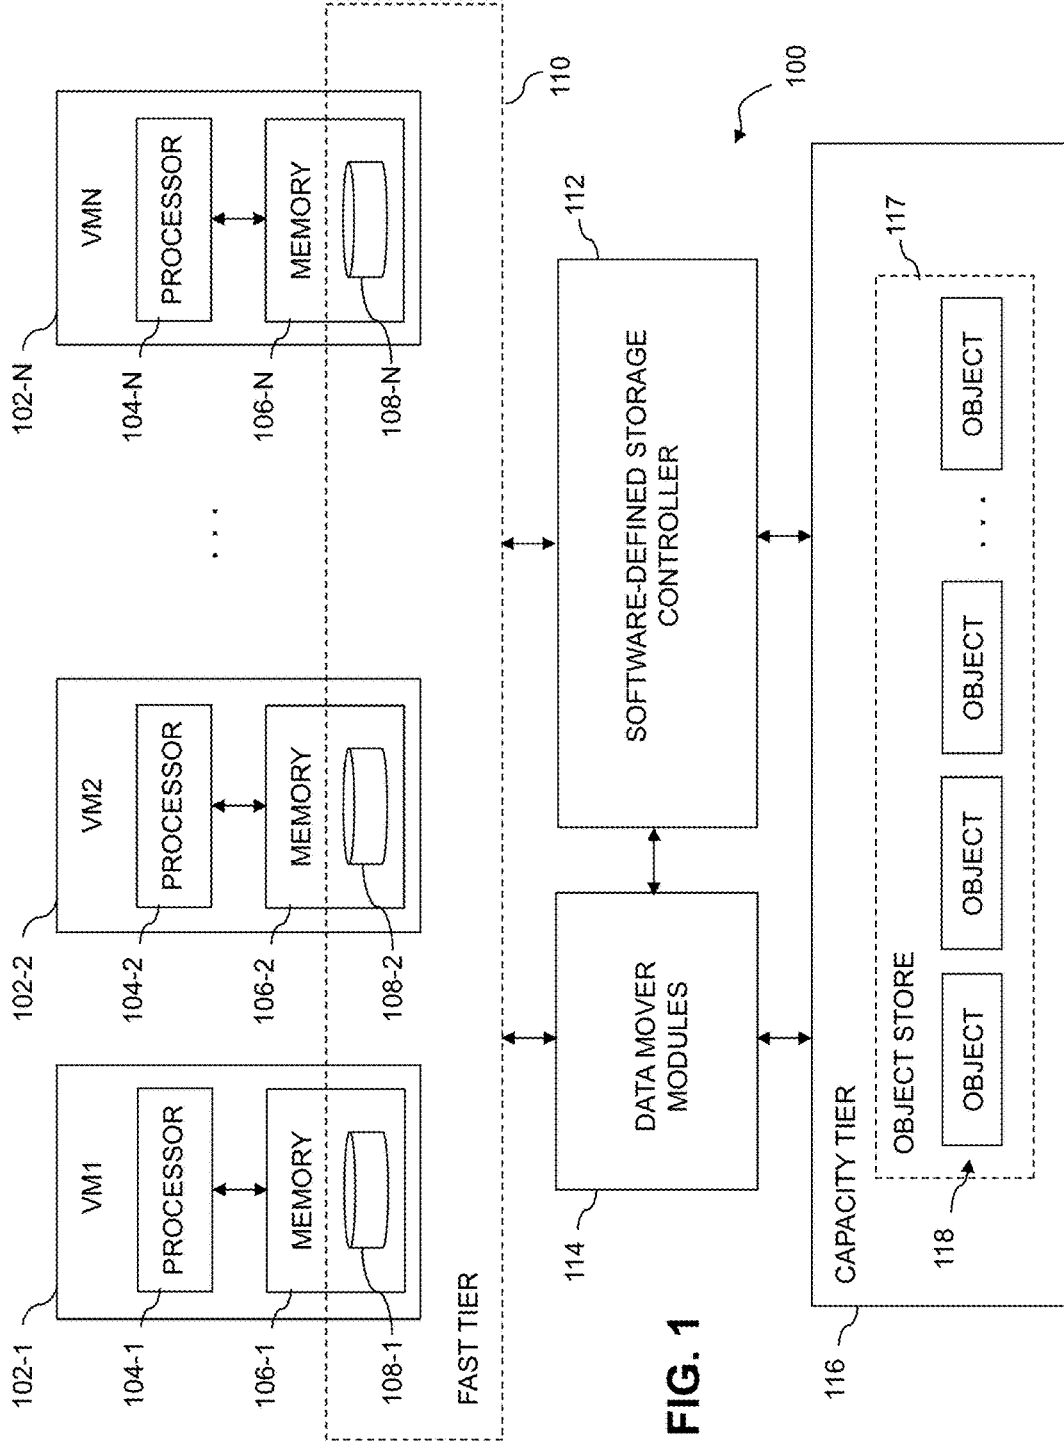 102-1
VM1
104-1
PROCESSOR
106-1
MEMORY
108-1
102-2
VM2
104-2
PROCESSOR
106-2
MEMORY
108-2
. . .
102-N
VMN
104-N
PROCESSOR
106-N
MEMORY
108-N
FAST TIER
110
114
DATA MOVER
MODULES
SOFTWARE-DEFINED STORAGE
CONTROLLER
112
100
116
CAPACITY TIER
OBJECT STORE
117
118
OBJECT
OBJECT
OBJECT
. . .
OBJECT
FIG. 1